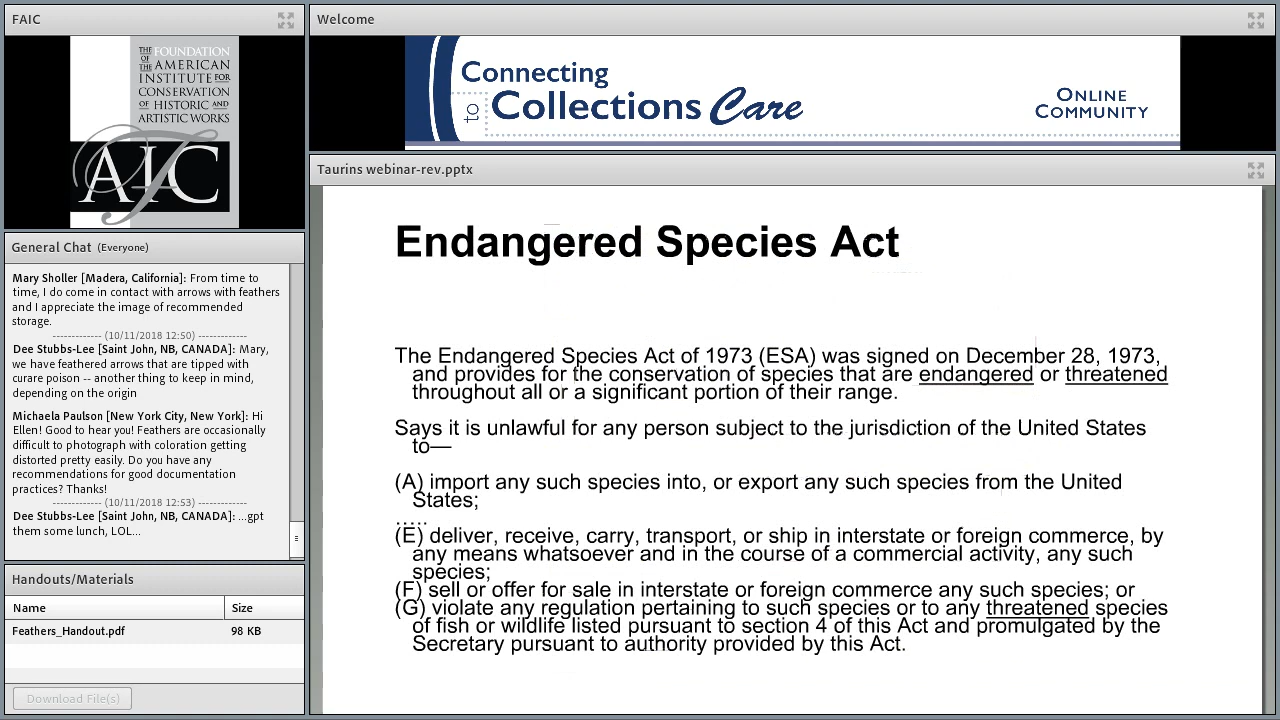 FAIC
THE FOUNDATION
OF THE AMERICAN
INSTITUTE FOR
CONSERVATION
OF HISTORIC AND
ARTISTIC WORKS
AIC
General Chat (Everyone)
Mary Sholler [Madera, California]: From time to
time, I do come in contact with arrows with feathers
and I appreciate the image of recommended
storage.
------------ (10/11/2018 12:50) ------------
Dee Stubbs-Lee [Saint John, NB, CANADA]: Mary,
we have feathered arrows that are tipped with
curare poison -- another thing to keep in mind,
depending on the origin
Michaela Paulson [New York City, New York]: Hi
Ellen! Good to hear you! Feathers are occasionally
difficult to photograph with coloration getting
distorted pretty easily. Do you have any
recommendations for good documentation
practices? Thanks!
------------ (10/11/2018 12:53) ------------
Dee Stubbs-Lee [Saint John, NB, CANADA]: ...gpt
them some lunch, LOL...
Handouts/Materials
Name Size
Feathers_Handout.pdf 98 KB
Download File(s)
Welcome
Connecting
to Collections Care
ONLINE
COMMUNITY
Taurins webinar-rev.pptx
Endangered Species Act
The Endangered Species Act of 1973 (ESA) was signed on December 28, 1973,
and provides for the conservation of species that are endangered or threatened
throughout all or a significant portion of their range.
Says it is unlawful for any person subject to the jurisdiction of the United States
to—
(A) import any such species into, or export any such species from the United
States;
.....
(E) deliver, receive, carry, transport, or ship in interstate or foreign commerce, by
any means whatsoever and in the course of a commercial activity, any such
species;
(F) sell or offer for sale in interstate or foreign commerce any such species; or
(G) violate any regulation pertaining to such species or to any threatened species
of fish or wildlife listed pursuant to section 4 of this Act and promulgated by the
Secretary pursuant to authority provided by this Act.